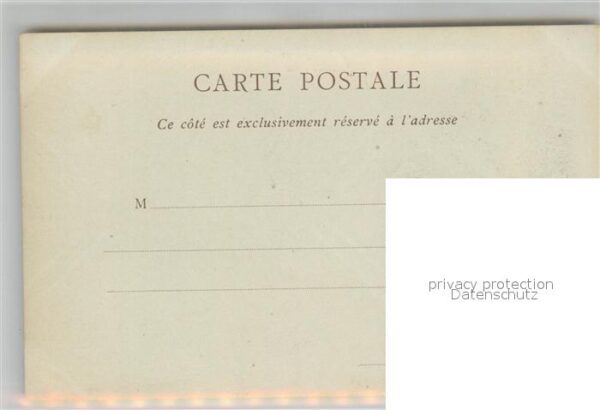 CARTE POSTALE
Ce côté est exclusivement réservé à l'adresse
M
privacy protection
Datenschutz